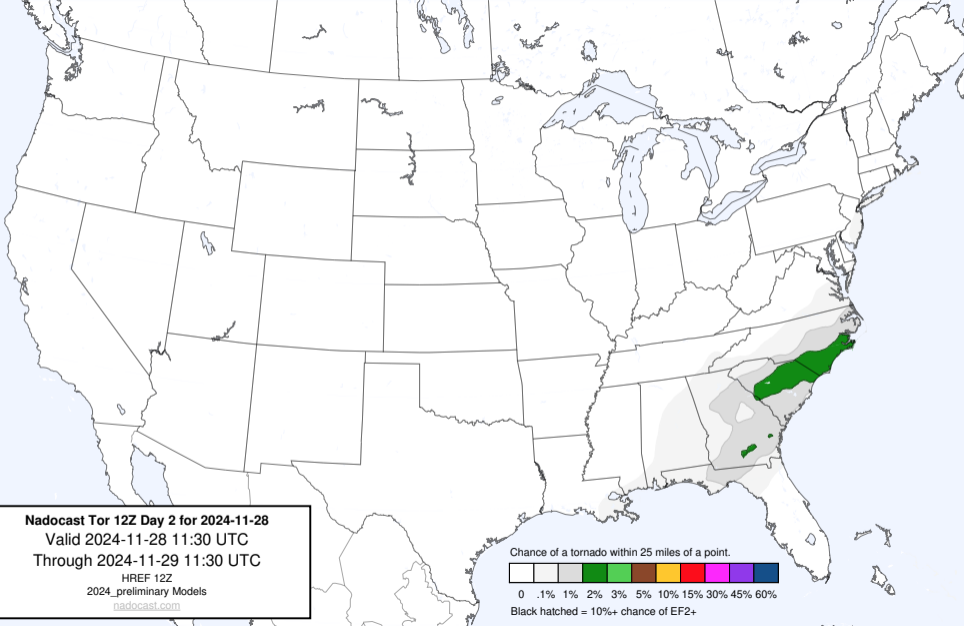 Nadocast Tor 12Z Day 2 for 2024-11-28
Valid 2024-11-28 11:30 UTC
Through 2024-11-29 11:30 UTC
HREF 12Z
2024_preliminary Models
nadocast.com
Chance of a tornado within 25 miles of a point.
0 .1% 1% 2% 3% 5% 10% 15% 30% 45% 60%
Black hatched = 10%+ chance of EF2+